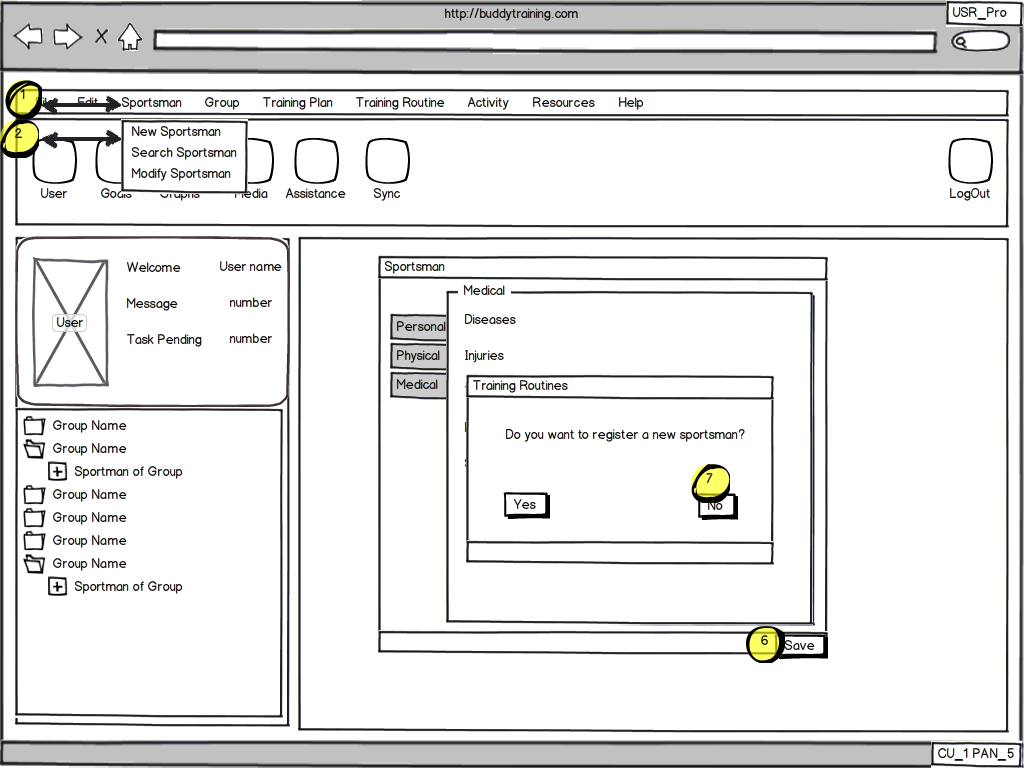 http://buddytraining.com
USR_Pro
1
Edit Sportsman Group Training Plan Training Routine Activity Resources Help
2
New Sportsman
Search Sportsman
Modify Sportsman
User Goals Graphs Media Assistance Sync LogOut
Welcome User name
Message number
User
Task Pending number
Group Name
Group Name
Sportman of Group
Group Name
Group Name
Group Name
Group Name
Sportman of Group
Sportsman
Medical
Personal
Physical
Medical
Diseases
Injuries
Training Routines
Do you want to register a new sportsman?
7
Yes No
6
Save
CU_1 PAN_5